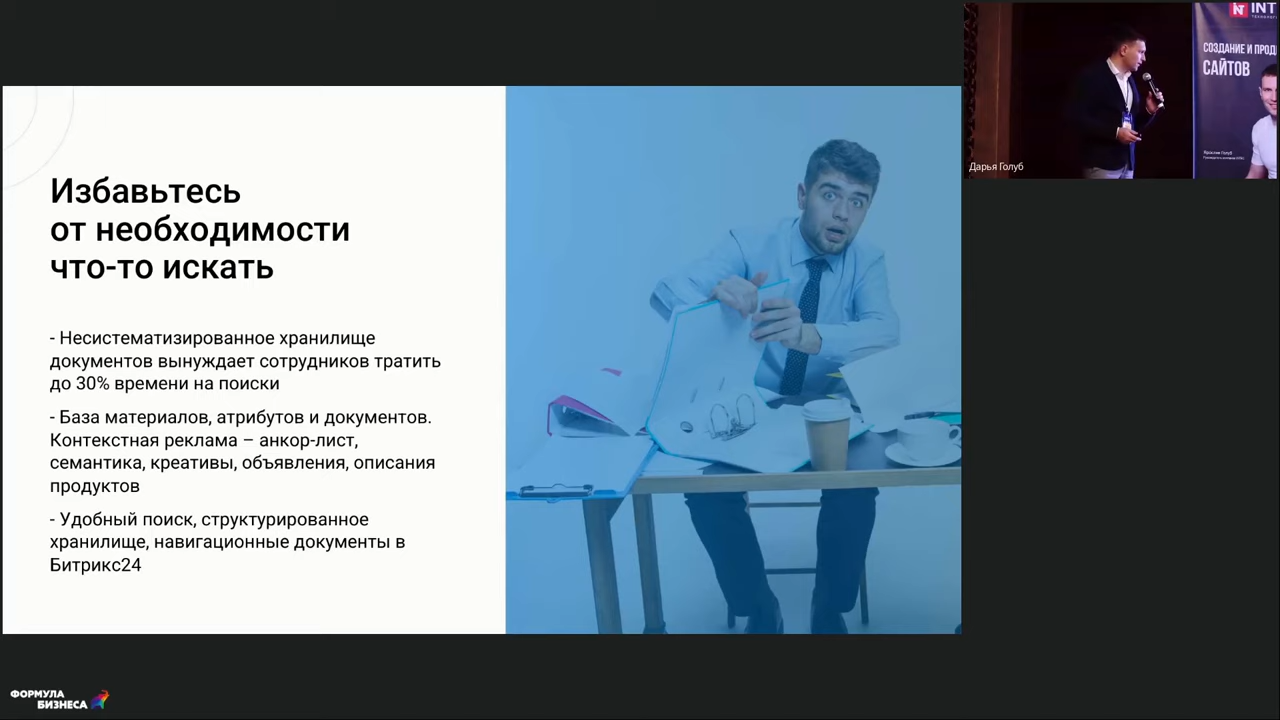 Избавьтесь
от необходимости
что-то искать
- Несистематизированное хранилище
документов вынуждает сотрудников тратить
до 30% времени на поиски
- База материалов, атрибутов и документов.
Контекстная реклама – анкор-лист,
семантика, креативы, объявления, описания
продуктов
- Удобный поиск, структурированное
хранилище, навигационные документы в
Битрикс24
INT
СОЗДАНИЕ И ПРОД
САЙТОВ
Дарья Голуб
ФОРМУЛА
БИЗНЕСА